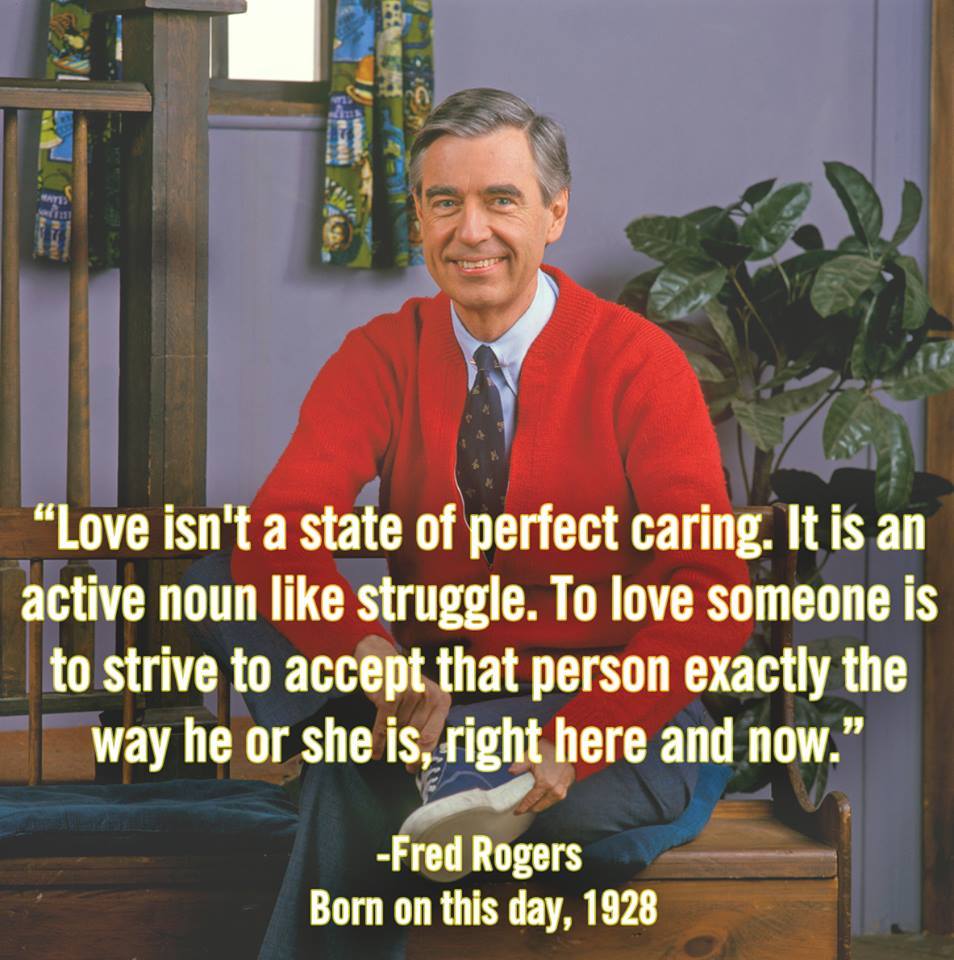 “Love isn't a state of perfect caring. It is an
active noun like struggle. To love someone is
to strive to accept that person exactly the
way he or she is, right here and now.”
-Fred Rogers
Born on this day, 1928